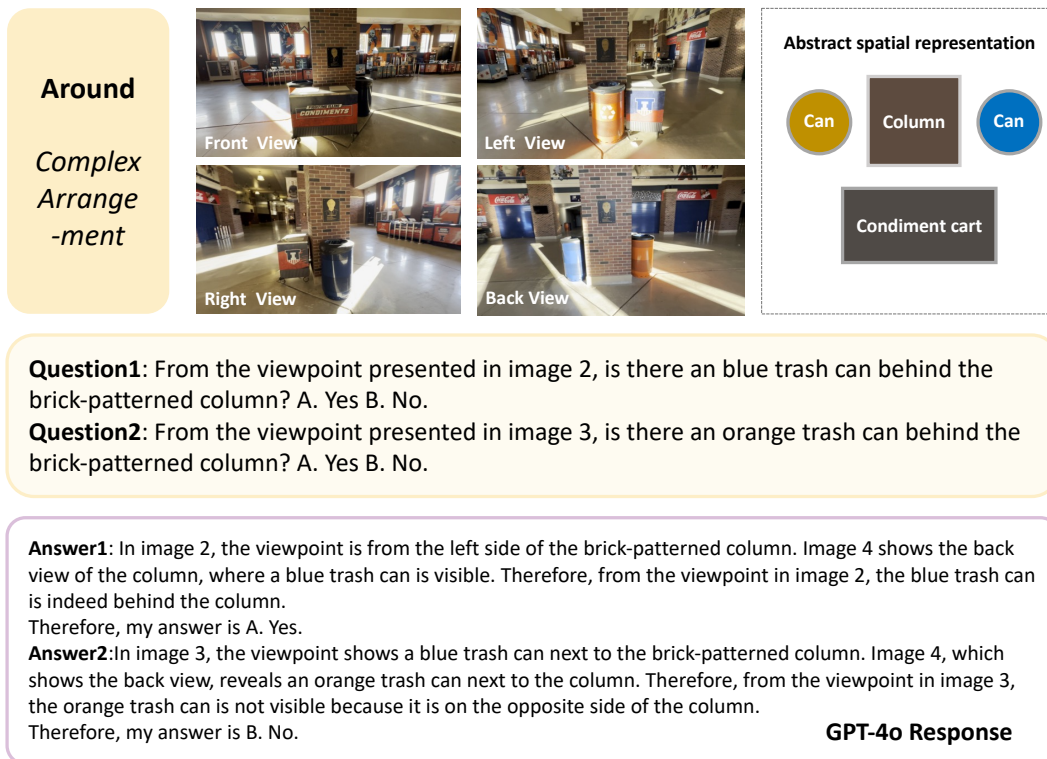 Around
Complex
Arrange
-ment
CONDIMENTS
Front View
Left View
Right View
Back View
Abstract spatial representation
Can
Column
Can
Condiment cart
Question1: From the viewpoint presented in image 2, is there an blue trash can behind the
brick-patterned column? A. Yes B. No.
Question2: From the viewpoint presented in image 3, is there an orange trash can behind the
brick-patterned column? A. Yes B. No.
Answer1: In image 2, the viewpoint is from the left side of the brick-patterned column. Image 4 shows the back
view of the column, where a blue trash can is visible. Therefore, from the viewpoint in image 2, the blue trash can
is indeed behind the column.
Therefore, my answer is A. Yes.
Answer2:In image 3, the viewpoint shows a blue trash can next to the brick-patterned column. Image 4, which
shows the back view, reveals an orange trash can next to the column. Therefore, from the viewpoint in image 3,
the orange trash can is not visible because it is on the opposite side of the column.
Therefore, my answer is B. No.
GPT-4o Response